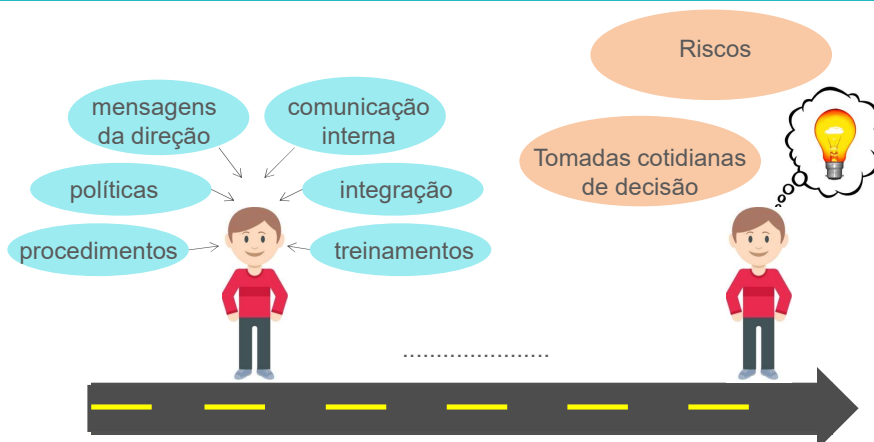 mensagens
da direção
comunicação
interna
políticas
integração
procedimentos
treinamentos
Riscos
Tomadas cotidianas
de decisão